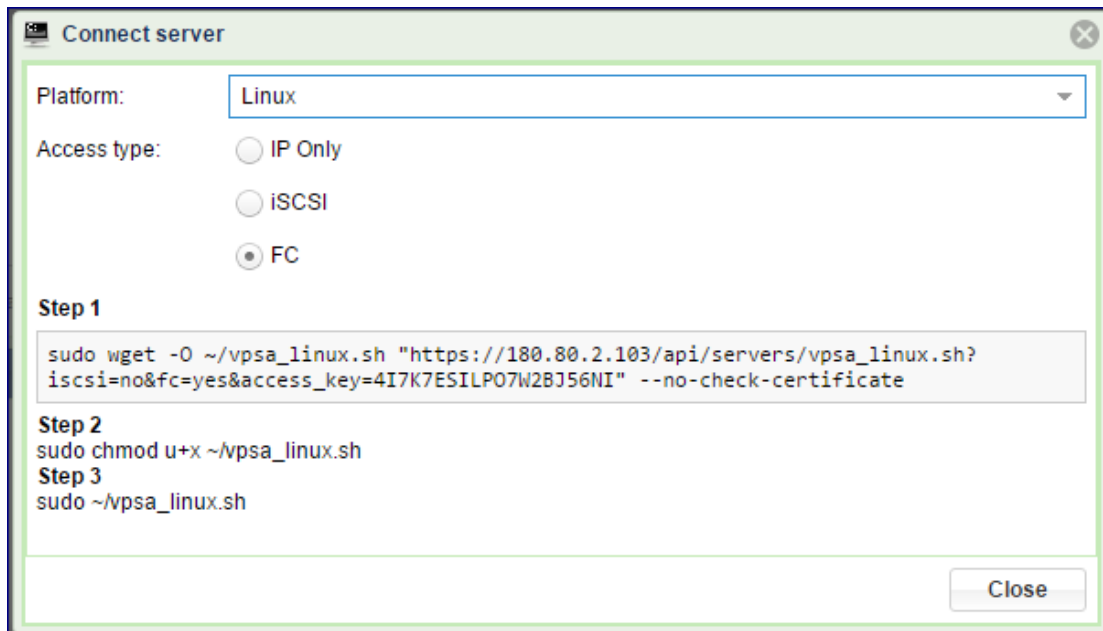 Connect server
Platform: Linux
Access type: IP Only
iSCSI
FC
Step 1
sudo wget -O ~/vpsa_linux.sh "https://180.80.2.103/api/servers/vpsa_linux.sh?
iscsi=no&fc=yes&access_key=4I7K7ESILPO7W2BJ56NI" --no-check-certificate
Step 2
sudo chmod u+x ~/vpsa_linux.sh
Step 3
sudo ~/vpsa_linux.sh
Close